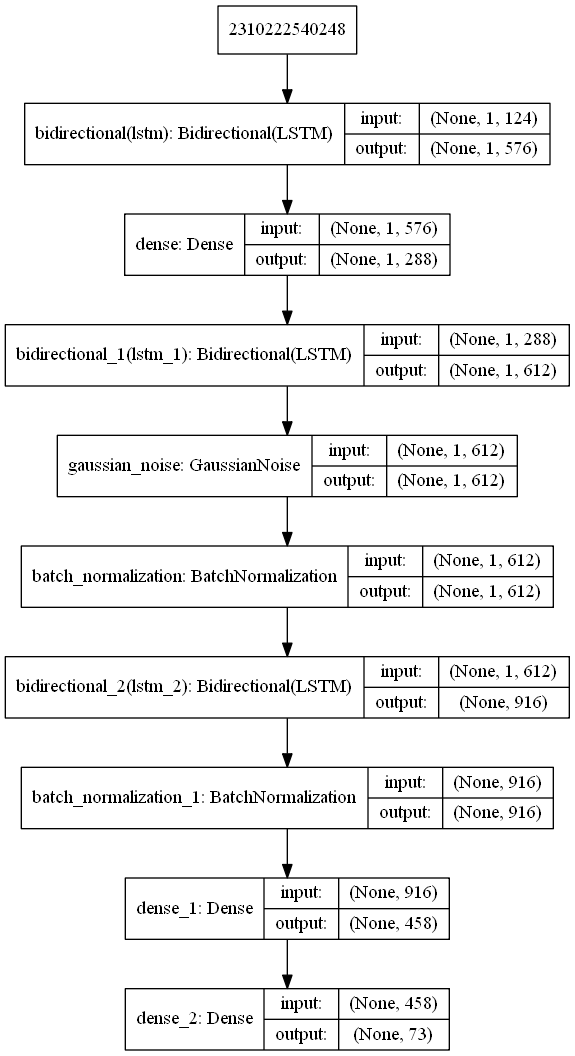 2310222540248
bidirectional(lstm): Bidirectional(LSTM)
input: (None, 1, 124)
output: (None, 1, 576)
dense: Dense
input: (None, 1, 576)
output: (None, 1, 288)
bidirectional_1(lstm_1): Bidirectional(LSTM)
input: (None, 1, 288)
output: (None, 1, 612)
gaussian_noise: GaussianNoise
input: (None, 1, 612)
output: (None, 1, 612)
batch_normalization: BatchNormalization
input: (None, 1, 612)
output: (None, 1, 612)
bidirectional_2(lstm_2): Bidirectional(LSTM)
input: (None, 1, 612)
output: (None, 916)
batch_normalization_1: BatchNormalization
input: (None, 916)
output: (None, 916)
dense_1: Dense
input: (None, 916)
output: (None, 458)
dense_2: Dense
input: (None, 458)
output: (None, 73)